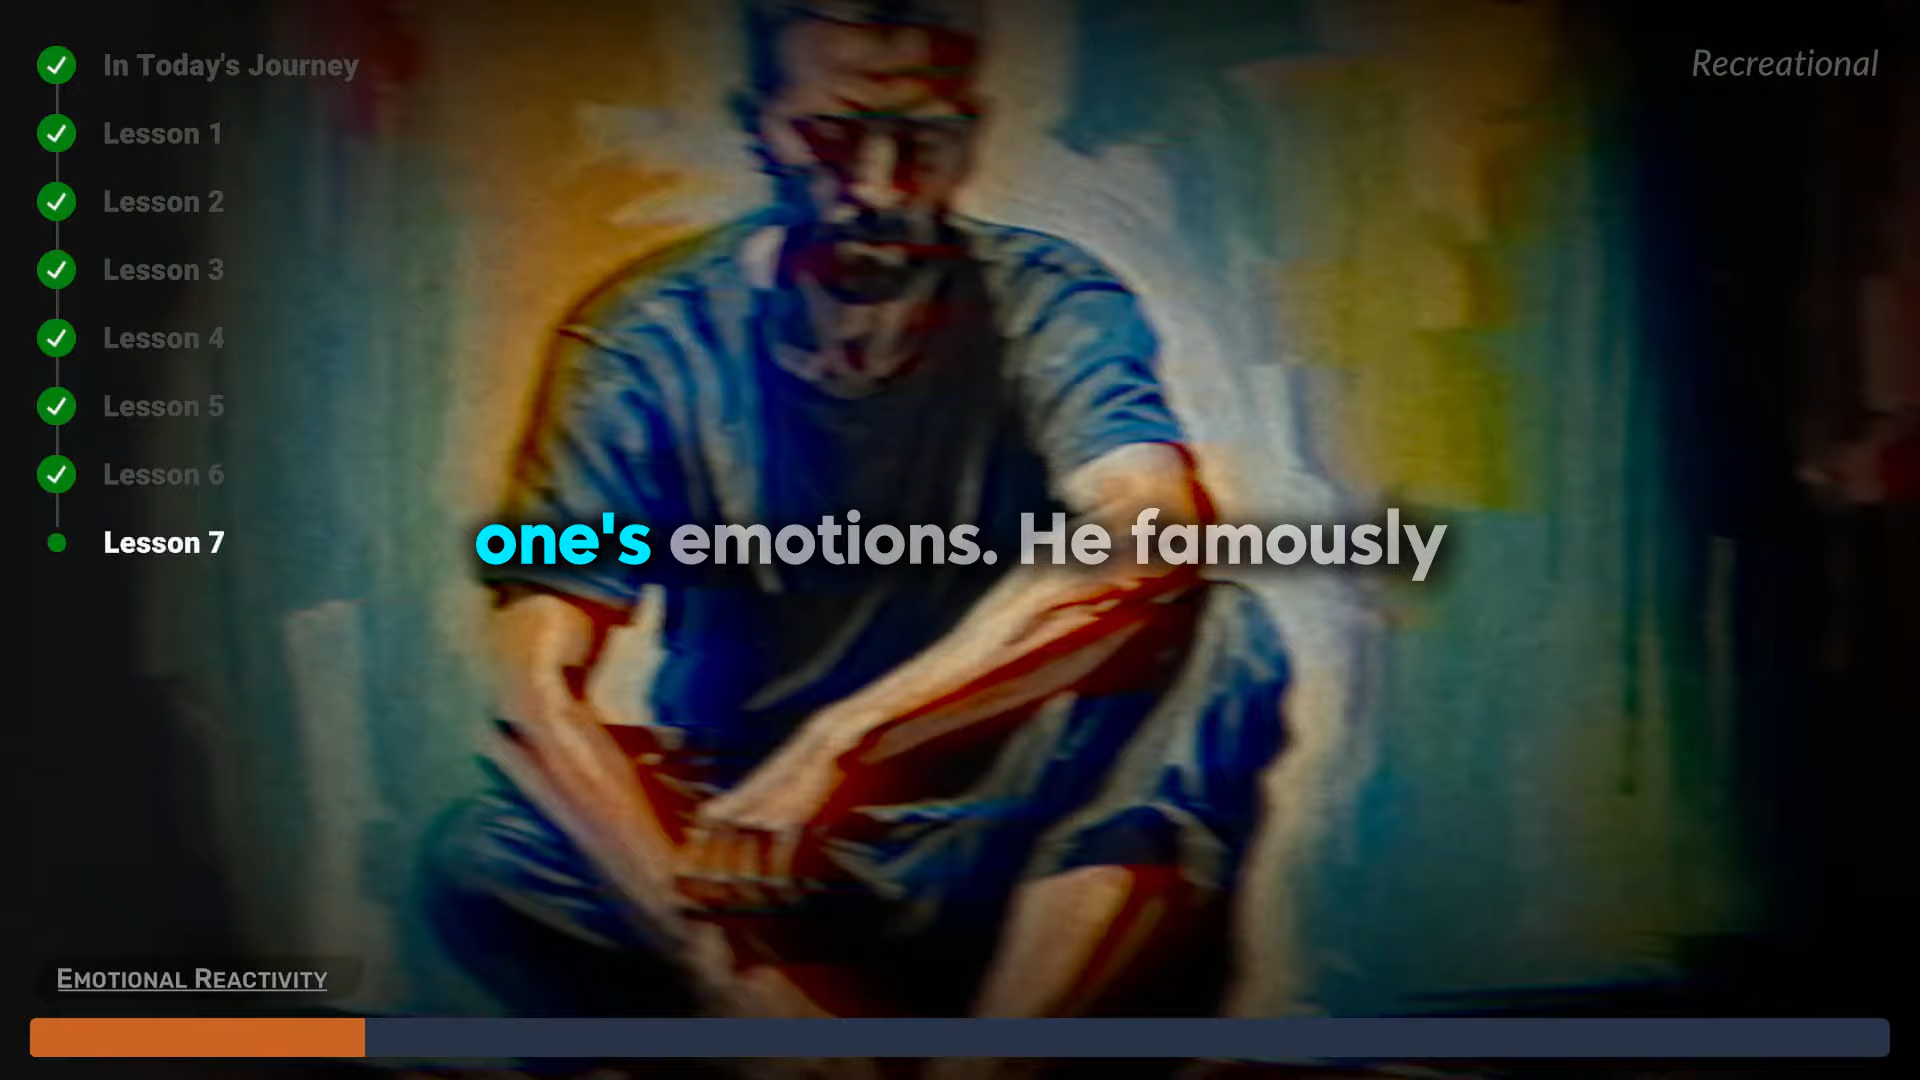 In Today's Journey
Recreational
Lesson 1
Lesson 2
Lesson 3
Lesson 4
Lesson 5
Lesson 6
Lesson 7
one's emotions. He famously
EMOTIONAL REACTIVITY